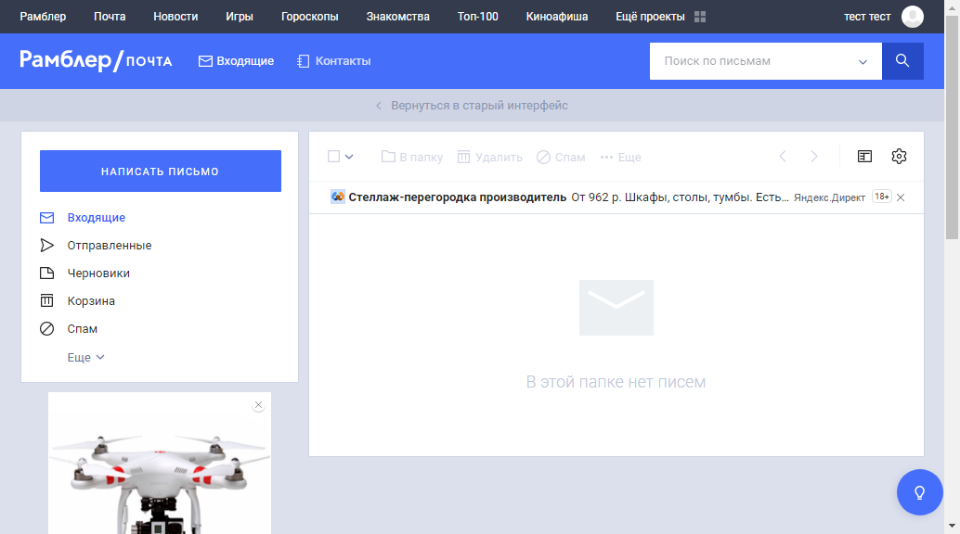 Рамблер Почта Новости Игры Гороскопы Знакомства Топ-100 Киноафиша Ещё проекты тест тест
Рамблер/почта Входящие Контакты Поиск по письмам
Вернуться в старый интерфейс
НАПИСАТЬ ПИСЬМО
Входящие
Отправленные
Черновики
Корзина
Спам
Еще
В папку Удалить Спам Еще
Стеллаж-перегородка производитель От 962 р. Шкафы, столы, тумбы. Есть... Яндекс.Директ 18+
В этой папке нет писем